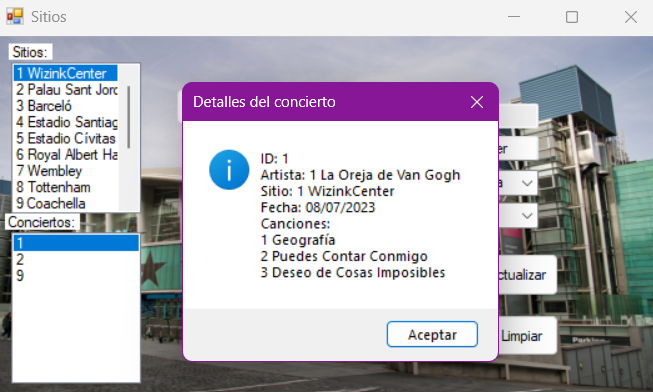 Sitios
Sitios:
1 WizinkCenter
2 Palau Sant Jord
3 Barceló
4 Estadio Santiag
5 Estadio Cívitas
6 Royal Albert Ha
7 Wembley
8 Tottenham
9 Coachella
Conciertos:
1
2
9
Detalles del concierto
ID: 1
Artista: 1 La Oreja de Van Gogh
Sitio: 1 WizinkCenter
Fecha: 08/07/2023
Canciones:
1 Geografía
2 Puedes Contar Conmigo
3 Deseo de Cosas Imposibles
Aceptar
er
a
ctualizar
Limpiar